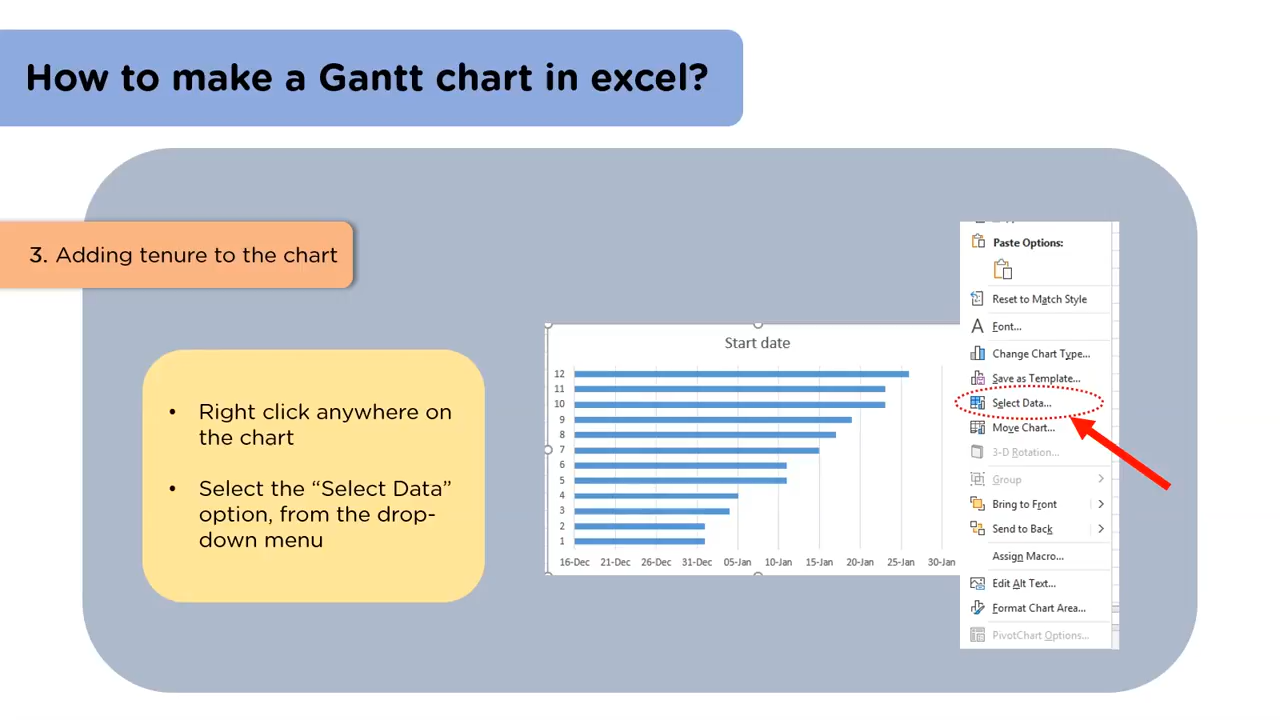 How to make a Gantt chart in excel?
3. Adding tenure to the chart
• Right click anywhere on
the chart
• Select the “Select Data”
option, from the drop-
down menu
Start date
12
11
10
9
8
7
6
5
4
3
2
1
16-Dec 21-Dec 26-Dec 31-Dec 05-Jan 10-Jan 15-Jan 20-Jan 25-Jan 30-Jan
Paste Options:
Reset to Match Style
Font...
Change Chart Type...
Save as Template...
Select Data...
Move Chart...
3-D Rotation...
Group
Bring to Front
Send to Back
Assign Macro...
Edit Alt Text...
Format Chart Area...
PivotChart Options...